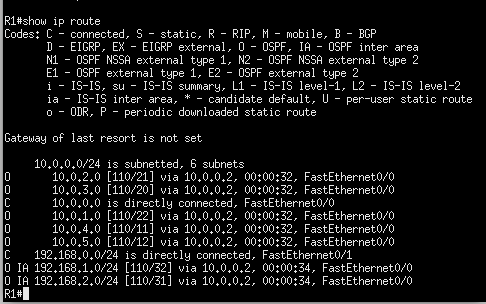 R1#show ip route
Codes: C - connected, S - static, R - RIP, M - mobile, B - BGP
       D - EIGRP, EX - EIGRP external, O - OSPF, IA - OSPF inter area
       N1 - OSPF NSSA external type 1, N2 - OSPF NSSA external type 2
       E1 - OSPF external type 1, E2 - OSPF external type 2
       i - IS-IS, su - IS-IS summary, L1 - IS-IS level-1, L2 - IS-IS level-2
       ia - IS-IS inter area, * - candidate default, U - per-user static route
       o - ODR, P - periodic downloaded static route
Gateway of last resort is not set
     10.0.0.0/24 is subnetted, 6 subnets
O       10.0.2.0 [110/21] via 10.0.0.2, 00:00:32, FastEthernet0/0
O       10.0.3.0 [110/20] via 10.0.0.2, 00:00:32, FastEthernet0/0
C       10.0.0.0 is directly connected, FastEthernet0/0
O       10.0.1.0 [110/22] via 10.0.0.2, 00:00:32, FastEthernet0/0
O       10.0.4.0 [110/11] via 10.0.0.2, 00:00:32, FastEthernet0/0
O       10.0.5.0 [110/12] via 10.0.0.2, 00:00:32, FastEthernet0/0
C    192.168.0.0/24 is directly connected, FastEthernet0/1
O IA 192.168.1.0/24 [110/32] via 10.0.0.2, 00:00:34, FastEthernet0/0
O IA 192.168.2.0/24 [110/31] via 10.0.0.2, 00:00:34, FastEthernet0/0
R1#